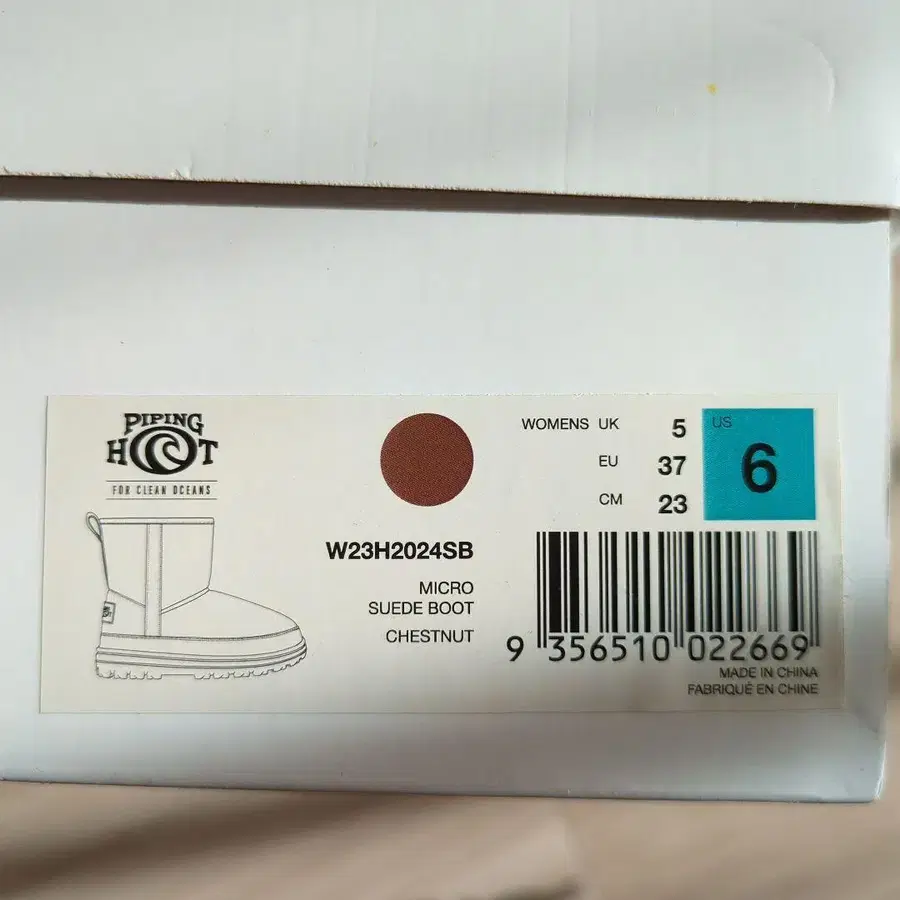 PIPING
HOT
FOR CLEAN OCEANS
W23H2024SB
MICRO
SUEDE BOOT
CHESTNUT
WOMENS UK 5
EU 37
CM 23
US
6
9 356510 022669
MADE IN CHINA
FABRIQUÉ EN CHINE